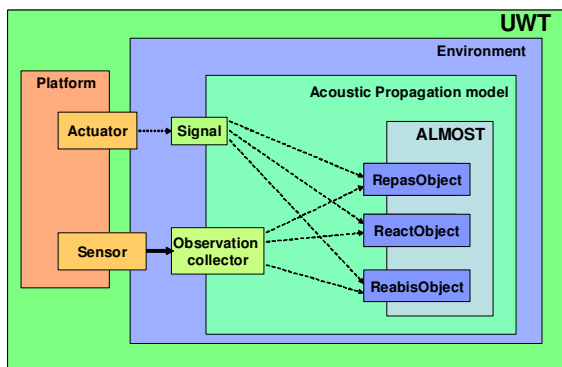 UWT
Environment
Platform
Acoustic Propagation model
Actuator
Signal
ALMOST
RepasObject
ReactObject
Sensor
Observation
collector
ReabisObject